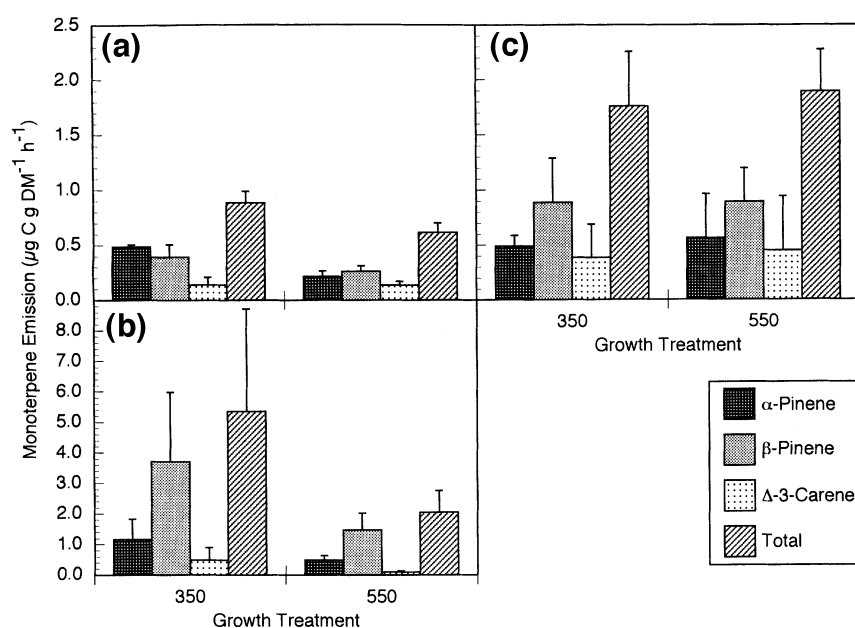 Monoterpene Emission (µg C g DM⁻¹ h⁻¹)
(a)
2.5
2.0
1.5
1.0
0.5
0.0
(b)
8.0
7.0
6.0
5.0
4.0
3.0
2.0
1.0
0.0
350 550
Growth Treatment
(c)
350 550
Growth Treatment
α-Pinene
β-Pinene
Δ-3-Carene
Total